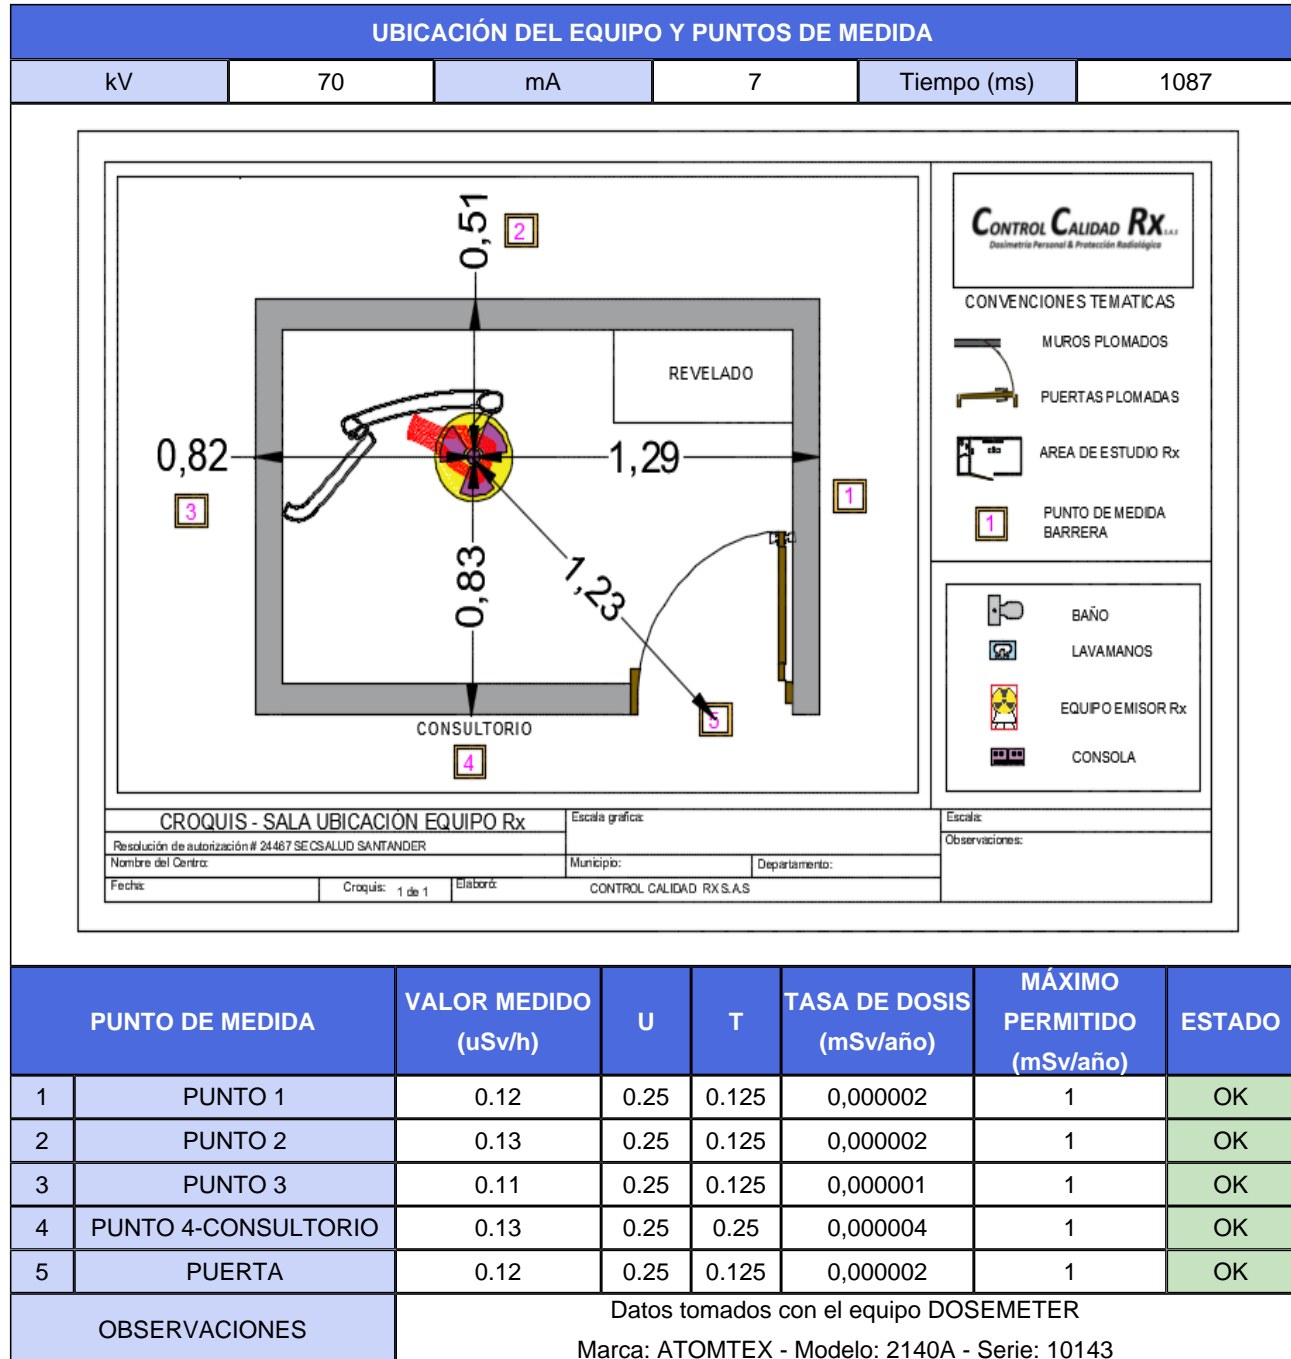 UBICACIÓN DEL EQUIPO Y PUNTOS DE MEDIDA
kV 70 mA 7 Tiempo (ms) 1087
0,51
2
0,82
3
1,29
1
REVELADO
0,83
1,23
5
CONSULTORIO
4
CONTROL CALIDAD RX S.A.S
Dosimetría Personal & Protección Radiológica
CONVENCIONES TEMATICAS
MUROS PLOMADOS
PUERTAS PLOMADAS
AREA DE ESTUDIO Rx
1
PUNTO DE MEDIDA
BARRERA
BAÑO
LAVAMANOS
EQUIPO EMISOR Rx
CONSOLA
CROQUIS - SALA UBICACIÓN EQUIPO Rx
Resolución de autorización # 24467 SECSALUD SANTANDER
Nombre del Centro:
Fecha: Croquis: 1 de 1 Elaboró: CONTROL CALIDAD RX S.A.S
Escala grafica:
Municipio: Departamento:
Escala:
Observaciones:
PUNTO DE MEDIDA VALOR MEDIDO (uSv/h) U T TASA DE DOSIS (mSv/año) MÁXIMO PERMITIDO (mSv/año) ESTADO
1 PUNTO 1 0.12 0.25 0.125 0,000002 1 OK
2 PUNTO 2 0.13 0.25 0.125 0,000002 1 OK
3 PUNTO 3 0.11 0.25 0.125 0,000001 1 OK
4 PUNTO 4-CONSULTORIO 0.13 0.25 0.25 0,000004 1 OK
5 PUERTA 0.12 0.25 0.125 0,000002 1 OK
OBSERVACIONES
Datos tomados con el equipo DOSEMETER
Marca: ATOMTEX - Modelo: 2140A - Serie: 10143